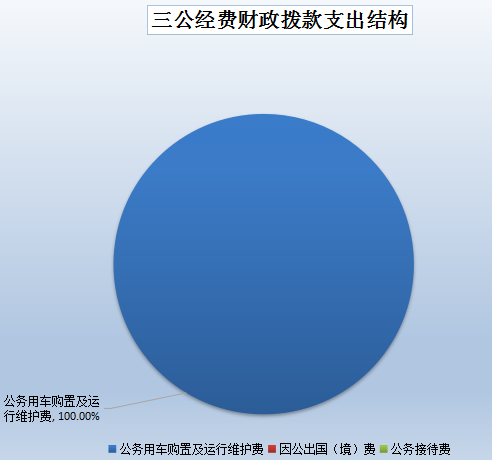 三公经费财政拨款支出结构
公务用车购置及运
行维护费, 100.00%
公务用车购置及运行维护费 因公出国（境）费 公务接待费